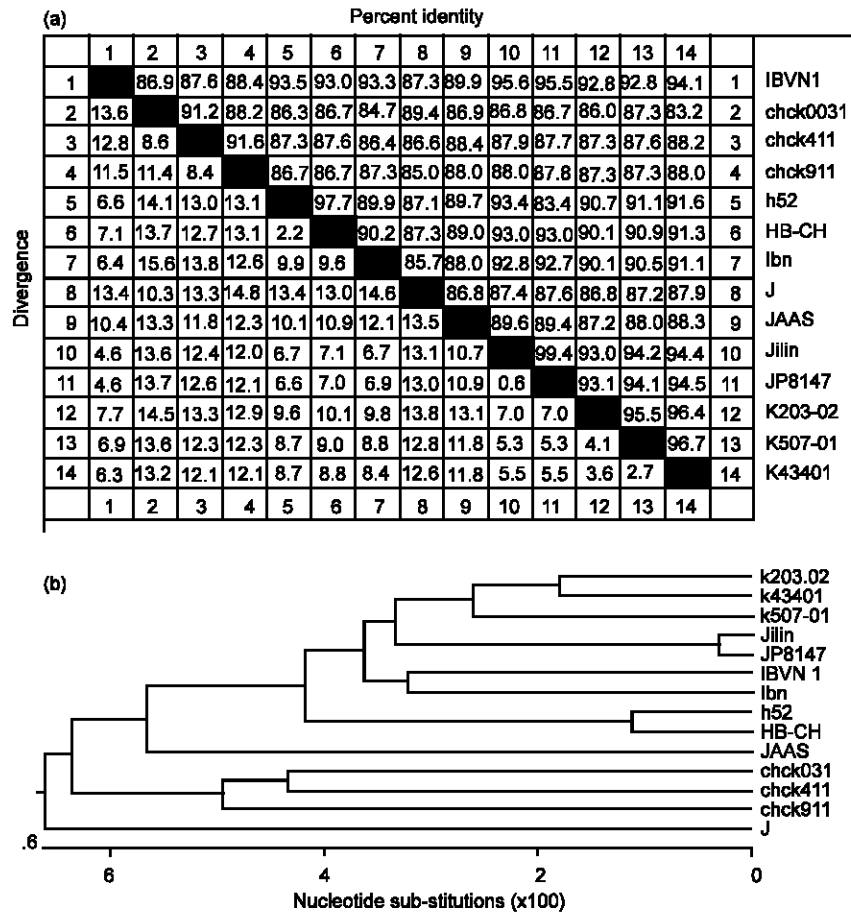 (a)
Percent identity
1 2 3 4 5 6 7 8 9 10 11 12 13 14
1 86.9 87.6 88.4 93.5 93.0 93.3 87.3 89.9 95.6 95.5 92.8 92.8 94.1 1 IBVN1
2 13.6 91.2 88.2 86.3 86.7 84.7 89.4 86.9 86.8 86.7 86.0 87.3 83.2 2 chck0031
3 12.8 8.6 91.6 87.3 87.6 86.4 86.6 88.4 87.9 87.7 87.3 87.6 88.2 3 chck411
4 11.5 11.4 8.4 86.7 86.7 87.3 85.0 88.0 88.0 87.8 87.3 87.3 88.0 4 chck911
5 6.6 14.1 13.0 13.1 97.7 89.9 87.1 89.7 93.4 83.4 90.7 91.1 91.6 5 h52
6 7.1 13.7 12.7 13.1 2.2 90.2 87.3 89.0 93.0 93.0 90.1 90.9 91.3 6 HB-CH
7 6.4 15.6 13.8 12.6 9.9 9.6 85.7 88.0 92.8 92.7 90.1 90.5 91.1 7 Ibn
8 13.4 10.3 13.3 14.8 13.4 13.0 14.6 86.8 87.4 87.6 86.8 87.2 87.9 8 J
9 10.4 13.3 11.8 12.3 10.1 10.9 12.1 13.5 89.6 89.4 87.2 88.0 88.3 9 JAAS
10 4.6 13.6 12.4 12.0 6.7 7.1 6.7 13.1 10.7 99.4 93.0 94.2 94.4 10 Jilin
11 4.6 13.7 12.6 12.1 6.6 7.0 6.9 13.0 10.9 0.6 93.1 94.1 94.5 11 JP8147
12 7.7 14.5 13.3 12.9 9.6 10.1 9.8 13.8 13.1 7.0 7.0 95.5 96.4 12 K203-02
13 6.9 13.6 12.3 12.3 8.7 9.0 8.8 12.8 11.8 5.3 5.3 4.1 96.7 13 K507-01
14 6.3 13.2 12.1 12.1 8.7 8.8 8.4 12.6 11.8 5.5 5.5 3.6 2.7 14 K43401
1 2 3 4 5 6 7 8 9 10 11 12 13 14
Divergence
(b)
k203.02
k43401
k507-01
Jilin
JP8147
IBVN 1
Ibn
h52
HB-CH
JAAS
chck031
chck411
chck911
J
.6
6 4 2 0
Nucleotide sub-stitutions (x100)